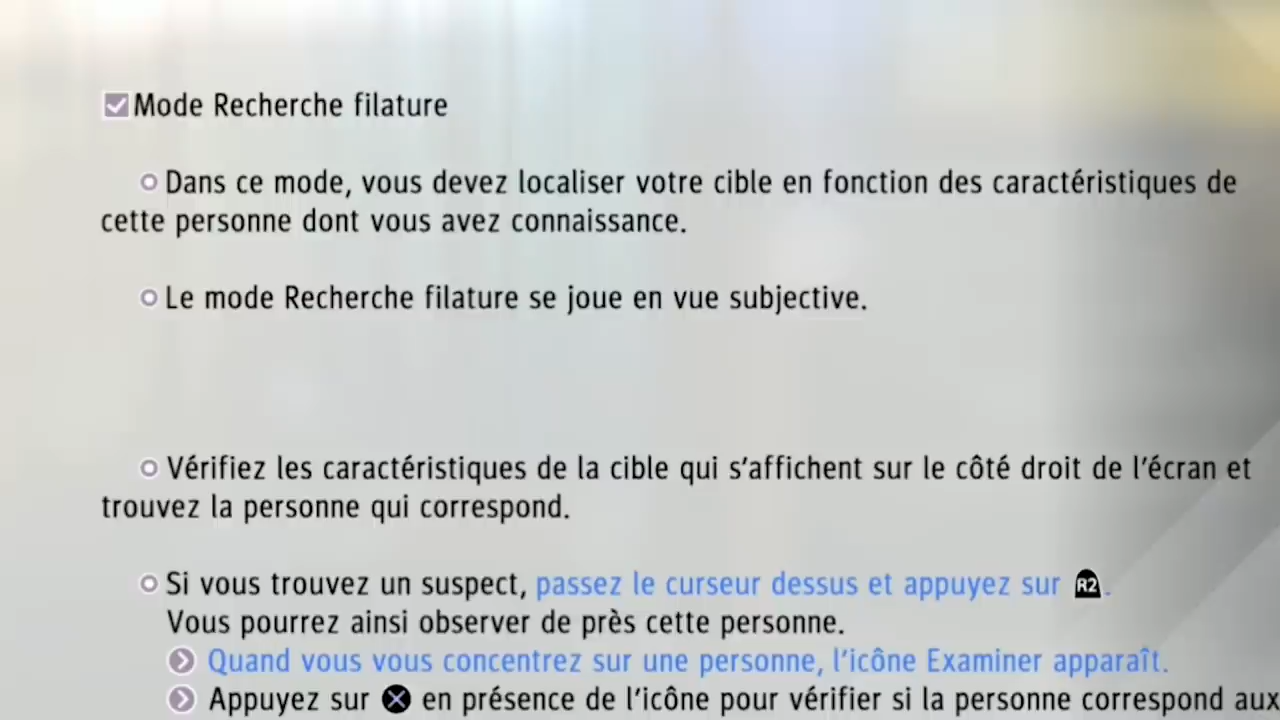 Mode Recherche filature
Dans ce mode, vous devez localiser votre cible en fonction des caractéristiques de
cette personne dont vous avez connaissance.
Le mode Recherche filature se joue en vue subjective.
Vérifiez les caractéristiques de la cible qui s'affichent sur le côté droit de l'écran et
trouvez la personne qui correspond.
Si vous trouvez un suspect, passez le curseur dessus et appuyez sur R2.
Vous pourrez ainsi observer de près cette personne.
Quand vous vous concentrez sur une personne, l'icône Examiner apparaît.
Appuyez sur en présence de l'icône pour vérifier si la personne correspond aux